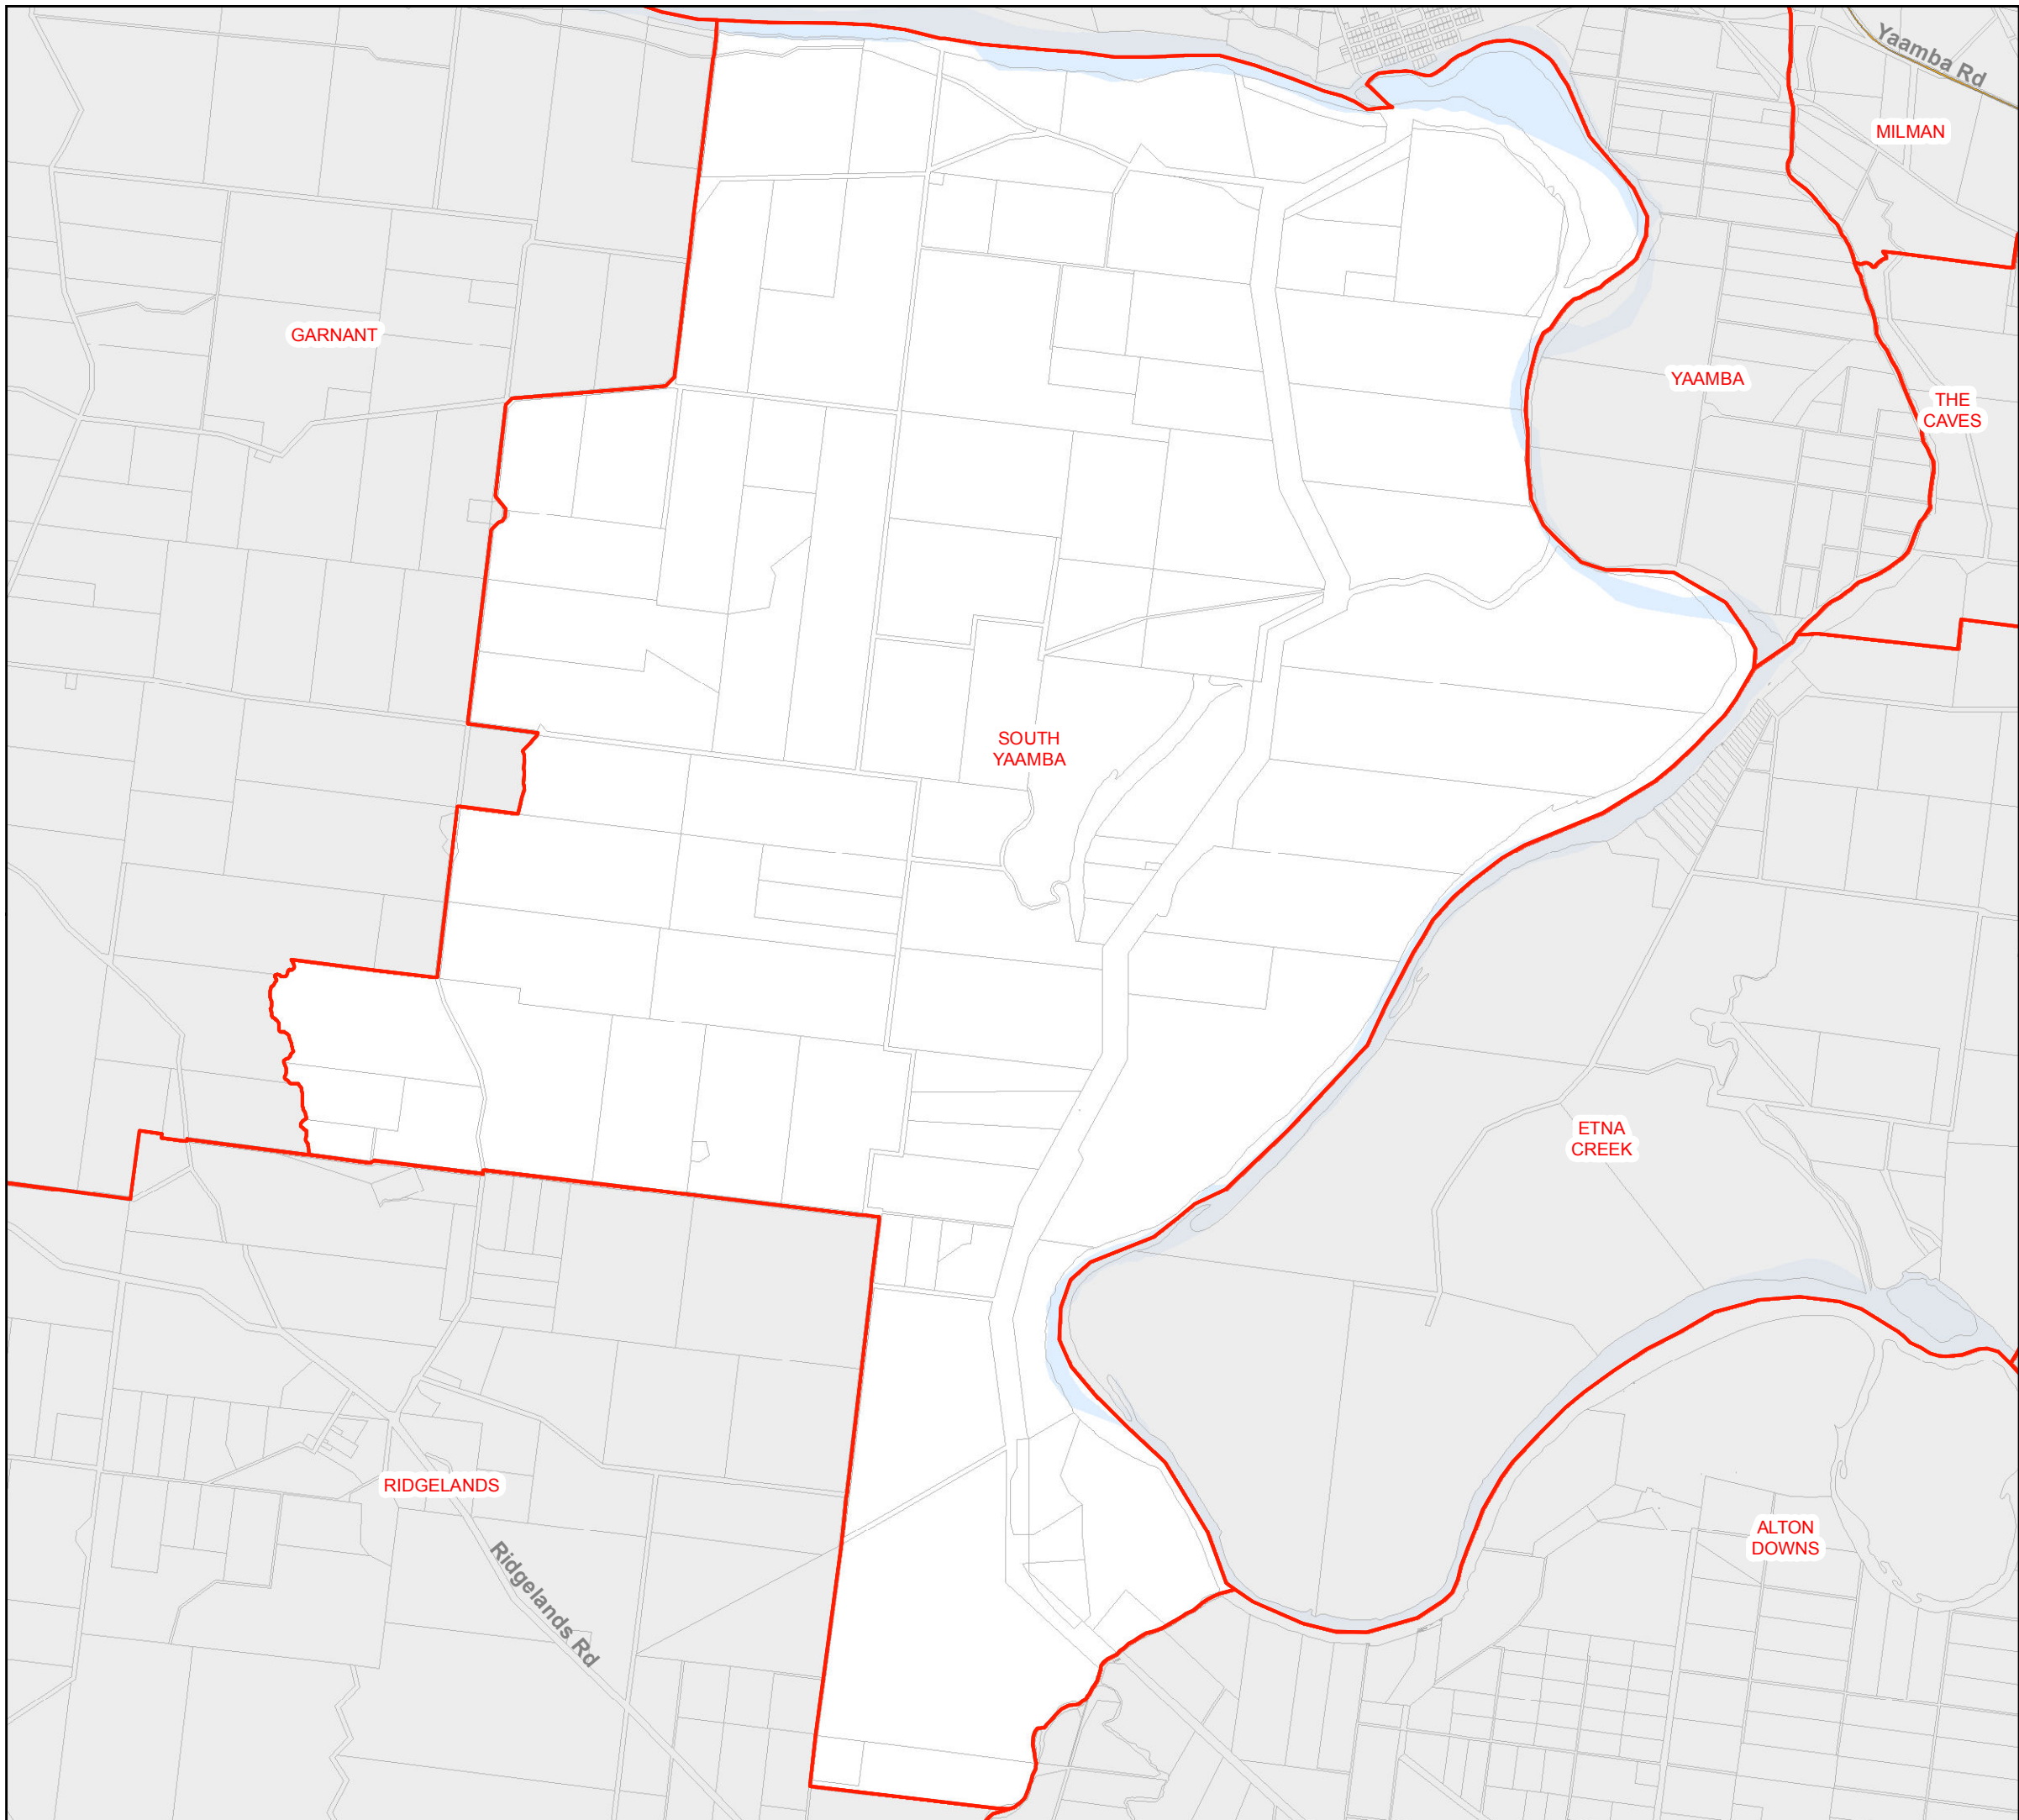 Yaamba Rd
MILMAN
GARNANT
YAAMBA
THE
CAVES
SOUTH
YAAMBA
ETNA
CREEK
RIDGELANDS
ALTON
DOWNS
Ridgelands Rd